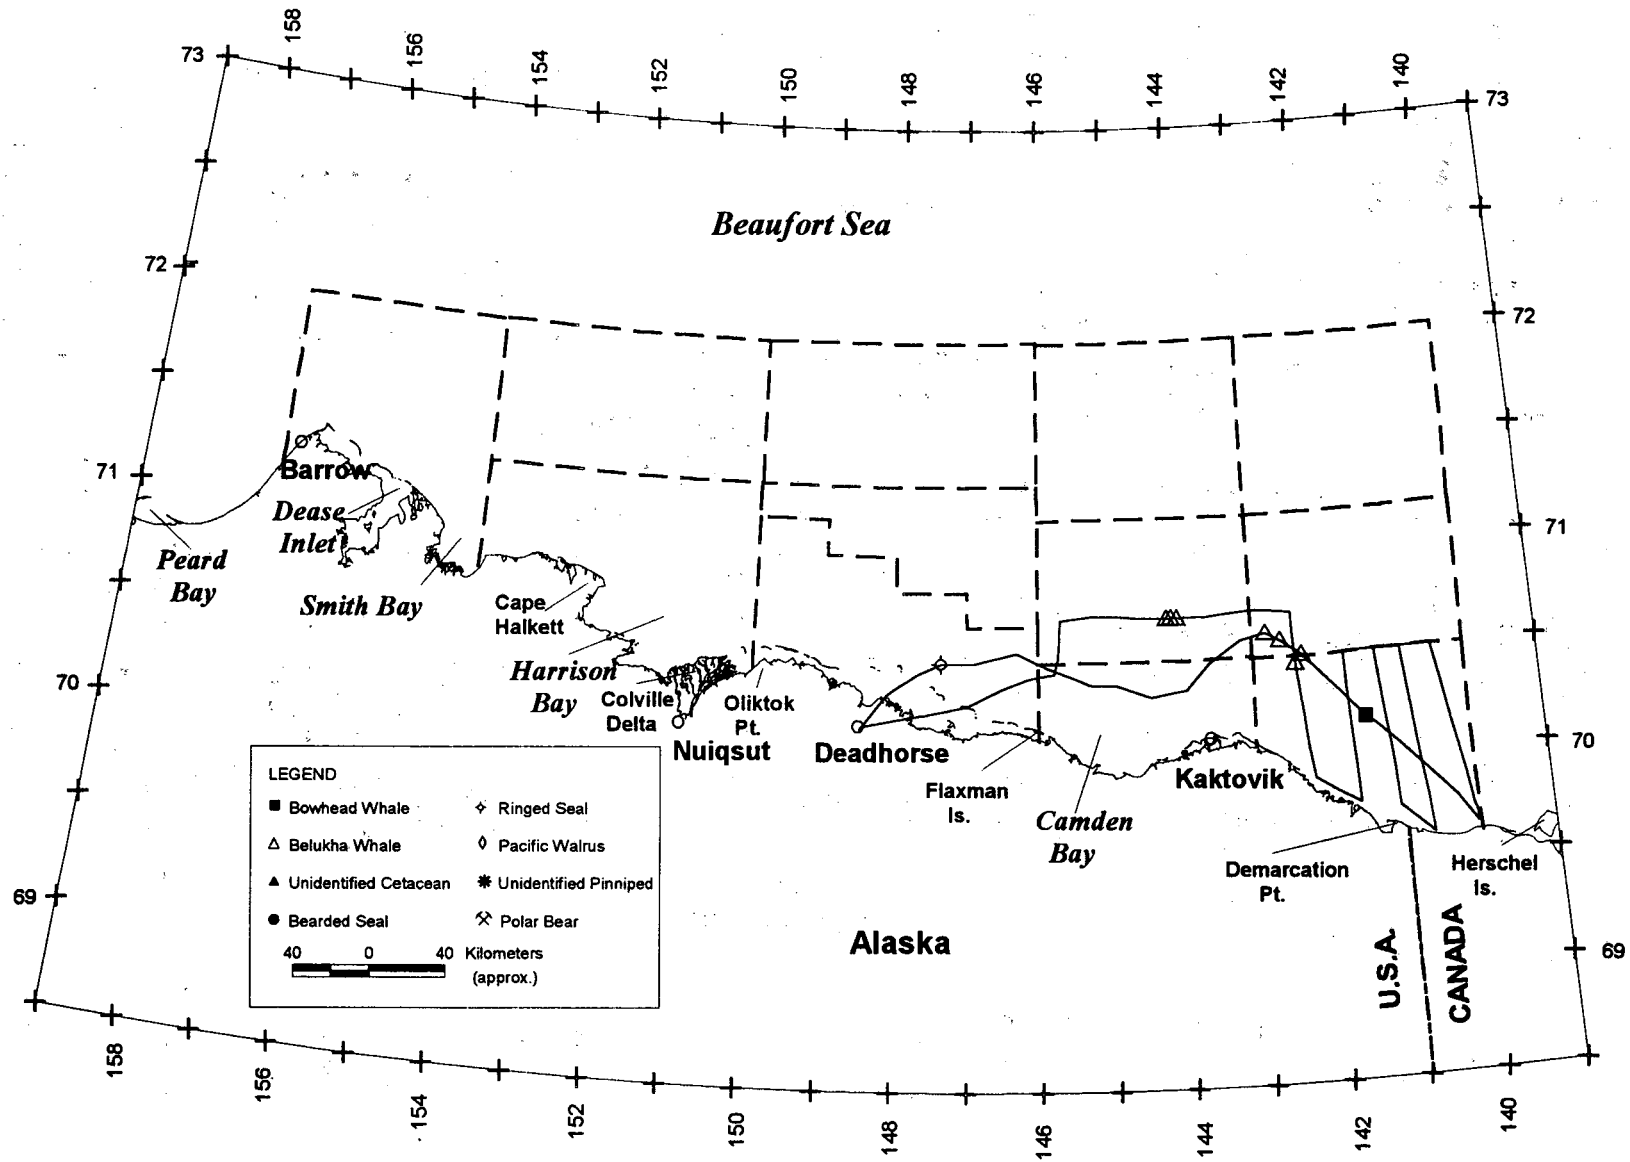 158
156
154
152
150
148
146
144
142
140
73
73
Beaufort Sea
72
72
71
Barrow
Dease
Inlet
71
Peard
Bay
Smith Bay
Cape
Halkett
Harrison
Bay
70
Colville
Delta
Oliktok
Pt.
Nuiqsut
Deadhorse
70
Kaktovik
Flaxman
Is.
Camden
Bay
Demarcation
Pt.
Herschel
Is.
LEGEND
Bowhead Whale
Ringed Seal
Belukha Whale
Pacific Walrus
Unidentified Cetacean
Unidentified Pinniped
Bearded Seal
Polar Bear
40 0 40 Kilometers
(approx.)
69
Alaska
U.S.A.
CANADA
69
158
156
154
152
150
148
146
144
142
140